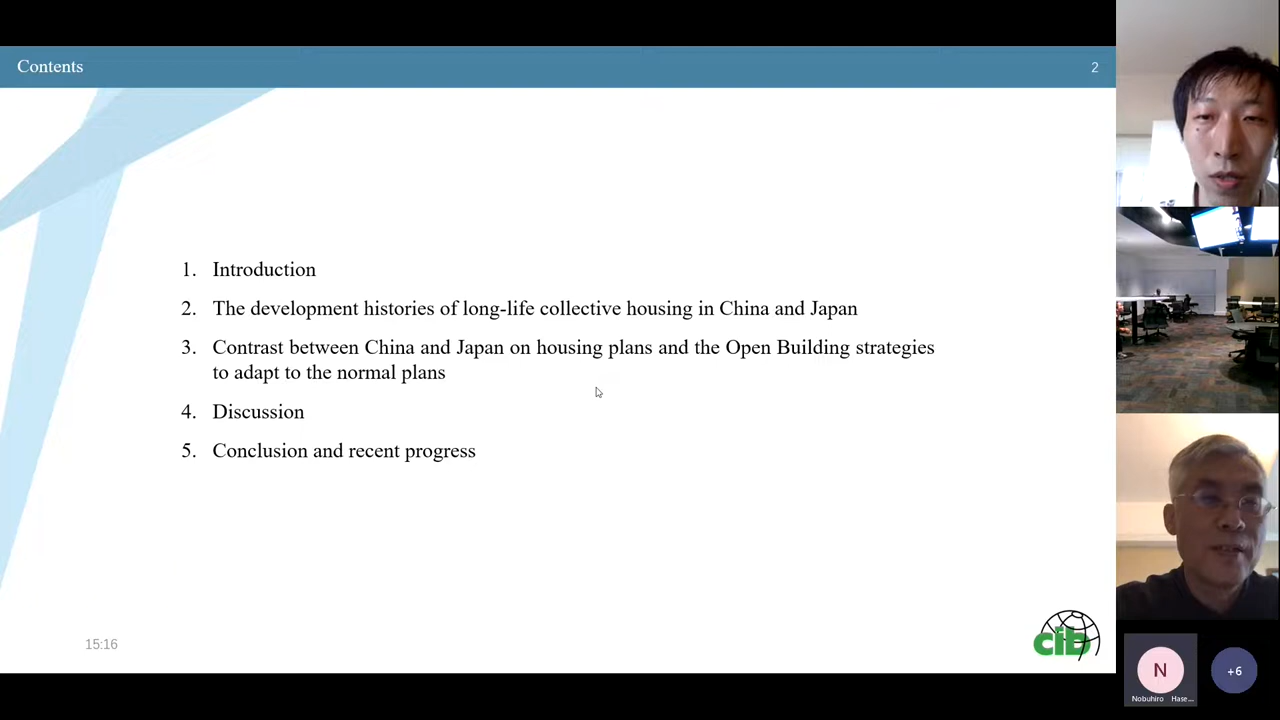 Contents
2
1. Introduction
2. The development histories of long-life collective housing in China and Japan
3. Contrast between China and Japan on housing plans and the Open Building strategies
to adapt to the normal plans
4. Discussion
5. Conclusion and recent progress
15:16
cib
N
Nobuhiro Hase...
+6